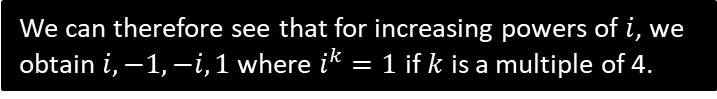 We can therefore see that for increasing powers of 𝑖, we
obtain 𝑖, −1, −𝑖, 1 where 𝑖ᵏ = 1 if 𝑘 is a multiple of 4.